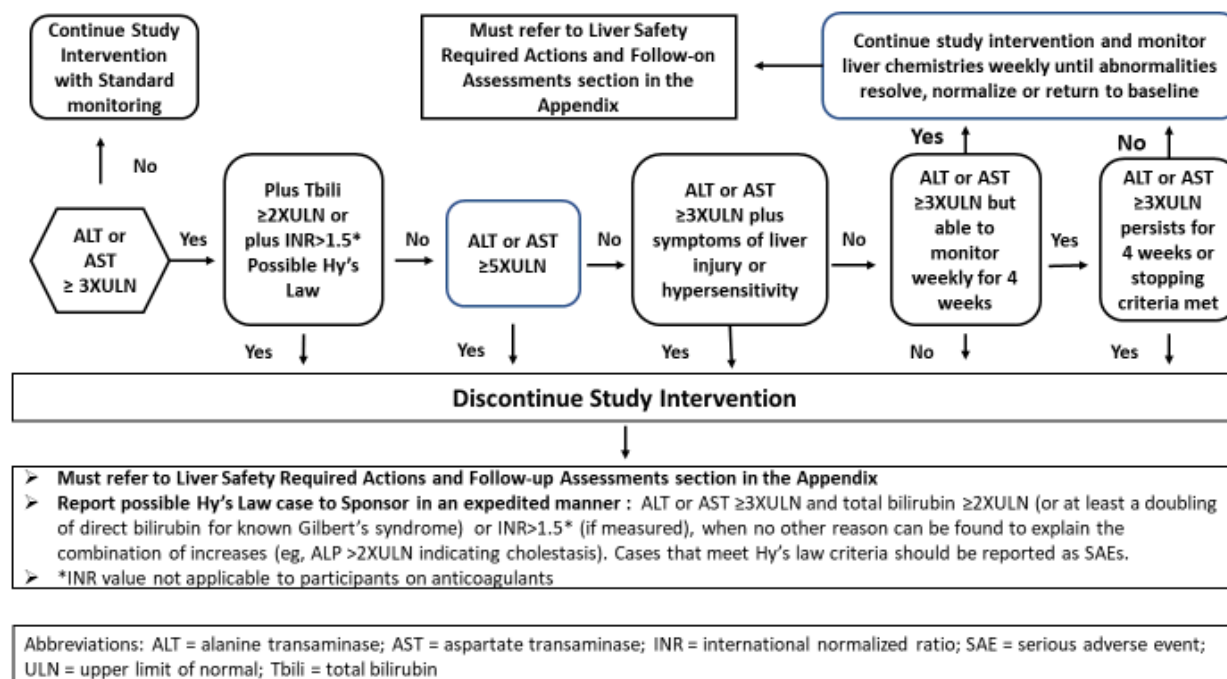 Continue Study
Intervention
with Standard
monitoring
Must refer to Liver Safety
Required Actions and Follow-on
Assessments section in the
Appendix
Continue study intervention and monitor
liver chemistries weekly until abnormalities
resolve, normalize or return to baseline
No
Yes
No
ALT or
AST
≥ 3XULN
Yes
Plus Tbili
≥2XULN or
plus INR>1.5*
Possible Hy's
Law
No
ALT or AST
≥5XULN
No
ALT or AST
≥3XULN plus
symptoms of liver
injury or
hypersensitivity
No
ALT or AST
≥3XULN but
able to
monitor
weekly for 4
weeks
Yes
ALT or AST
≥3XULN
persists for
4 weeks or
stopping
criteria met
Yes
Yes
Yes
No
Yes
Discontinue Study Intervention
➢ Must refer to Liver Safety Required Actions and Follow-up Assessments section in the Appendix
➢ Report possible Hy's Law case to Sponsor in an expedited manner : ALT or AST ≥3XULN and total bilirubin ≥2XULN (or at least a doubling
of direct bilirubin for known Gilbert's syndrome) or INR>1.5* (if measured), when no other reason can be found to explain the
combination of increases (eg, ALP >2XULN indicating cholestasis). Cases that meet Hy's law criteria should be reported as SAEs.
➢ *INR value not applicable to participants on anticoagulants
Abbreviations: ALT = alanine transaminase; AST = aspartate transaminase; INR = international normalized ratio; SAE = serious adverse event;
ULN = upper limit of normal; Tbili = total bilirubin